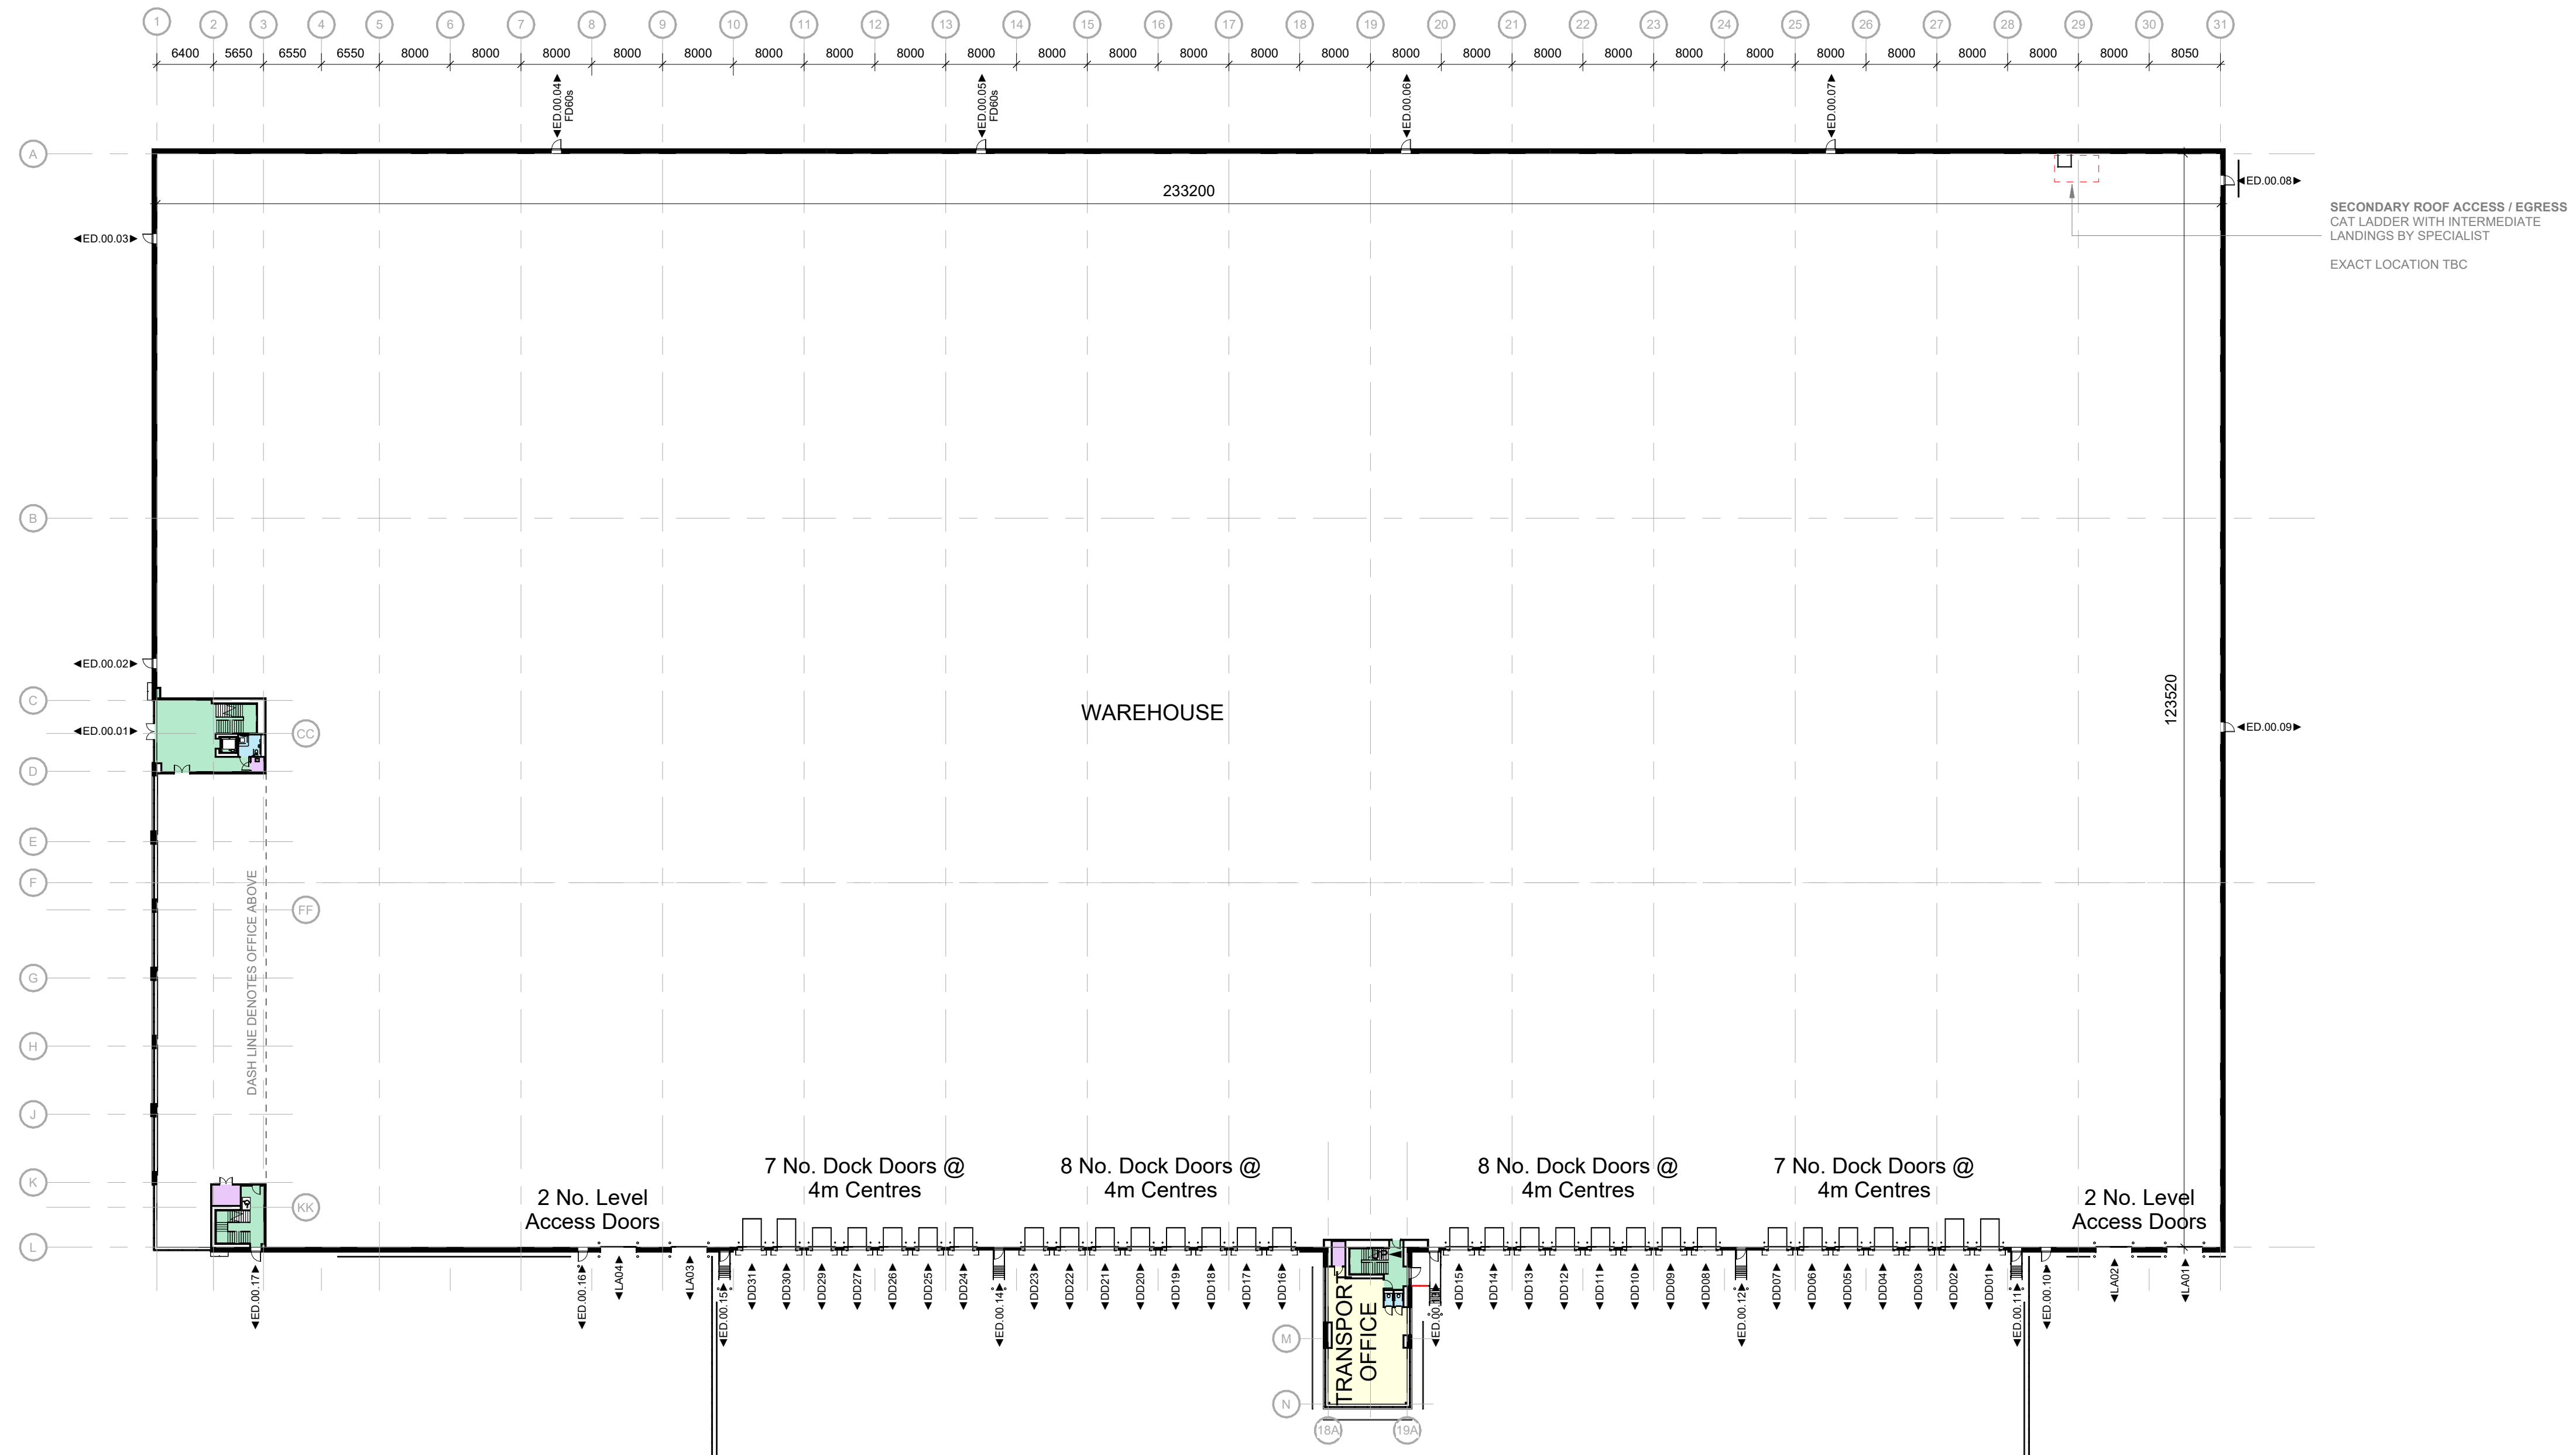 1 2 3 4 5 6 7 8 9 10 11 12 13 14 15 16 17 18 19 20 21 22 23 24 25 26 27 28 29 30 31
6400 5650 6550 6550 8000 8000 8000 8000 8000 8000 8000 8000 8000 8000 8000 8000 8000 8000 8000 8000 8000 8000 8000 8000 8000 8000 8000 8000 8000 8050
ED.00.04
FD60s
ED.00.05
FD60s
ED.00.06
ED.00.07
A
ED.00.08
233200
SECONDARY ROOF ACCESS / EGRESS
CAT LADDER WITH INTERMEDIATE
LANDINGS BY SPECIALIST
EXACT LOCATION TBC
ED.00.03
B
ED.00.02
C
WAREHOUSE
123520
ED.00.01
CC
ED.00.09
D
E
F
FF
DASH LINE DENOTES OFFICE ABOVE
G
H
J
K
KK
L
2 No. Level
Access Doors
7 No. Dock Doors @
4m Centres
8 No. Dock Doors @
4m Centres
8 No. Dock Doors @
4m Centres
7 No. Dock Doors @
4m Centres
2 No. Level
Access Doors
ED.00.17
ED.00.16
LA04
LA03
ED.00.15
DD31
DD30
DD29
DD27
DD26
DD25
DD24
ED.00.14
DD23
DD22
DD21
DD20
DD19
DD18
DD17
DD16
TRANSPORT
OFFICE
DD15
DD14
DD13
DD12
DD11
DD10
DD09
DD08
ED.00.12
DD07
DD06
DD05
DD04
DD03
DD02
DD01
ED.00.11
ED.00.10
LA02
LA01
M
N
18A
19A